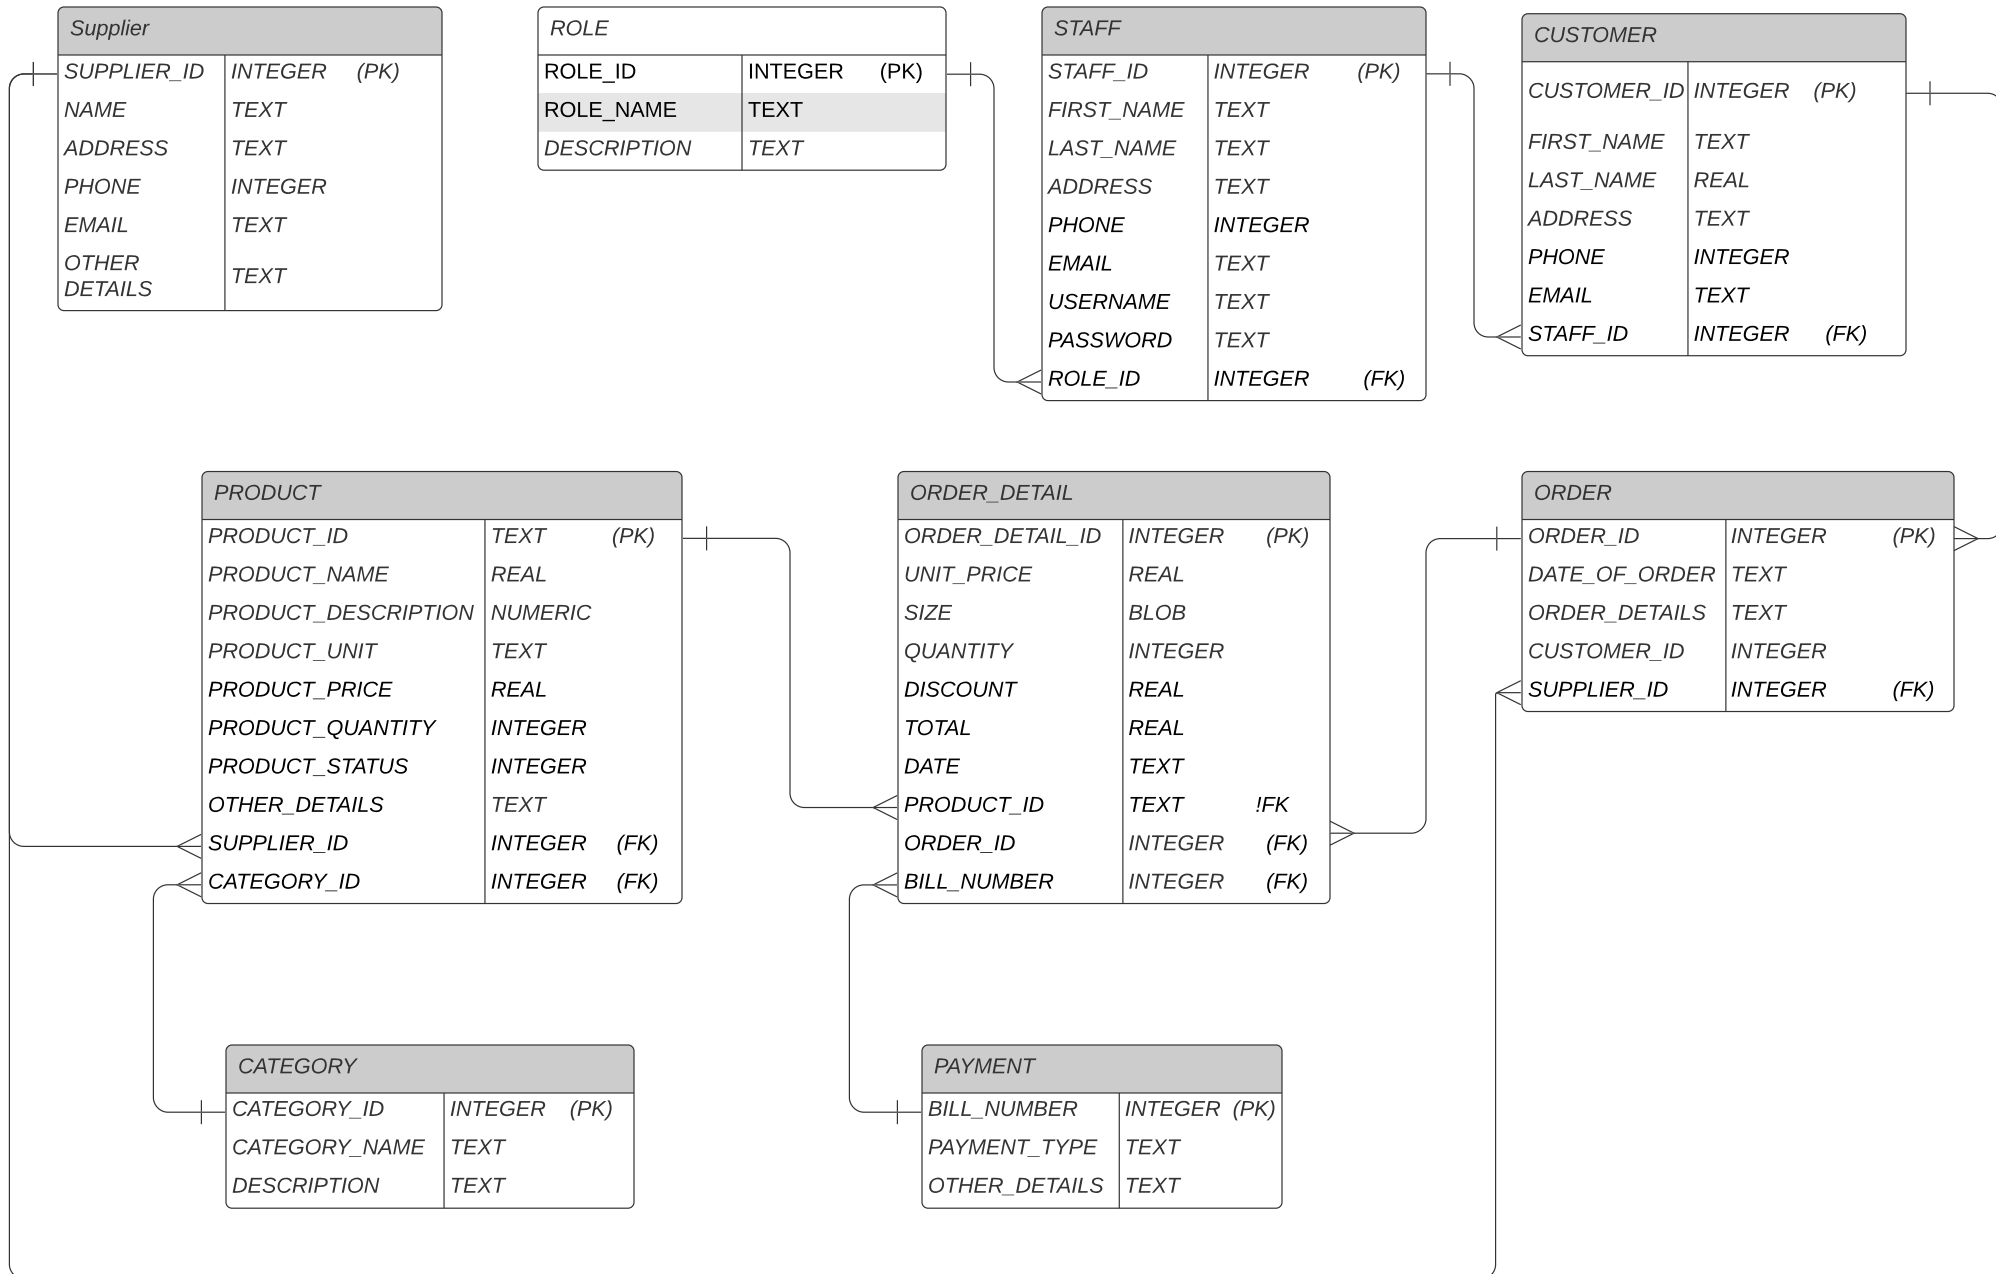 Supplier
SUPPLIER_ID INTEGER (PK)
NAME TEXT
ADDRESS TEXT
PHONE INTEGER
EMAIL TEXT
OTHER
DETAILS TEXT
ROLE
ROLE_ID INTEGER (PK)
ROLE_NAME TEXT
DESCRIPTION TEXT
STAFF
STAFF_ID INTEGER (PK)
FIRST_NAME TEXT
LAST_NAME TEXT
ADDRESS TEXT
PHONE INTEGER
EMAIL TEXT
USERNAME TEXT
PASSWORD TEXT
ROLE_ID INTEGER (FK)
CUSTOMER
CUSTOMER_ID INTEGER (PK)
FIRST_NAME TEXT
LAST_NAME REAL
ADDRESS TEXT
PHONE INTEGER
EMAIL TEXT
STAFF_ID INTEGER (FK)
PRODUCT
PRODUCT_ID TEXT (PK)
PRODUCT_NAME REAL
PRODUCT_DESCRIPTION NUMERIC
PRODUCT_UNIT TEXT
PRODUCT_PRICE REAL
PRODUCT_QUANTITY INTEGER
PRODUCT_STATUS INTEGER
OTHER_DETAILS TEXT
SUPPLIER_ID INTEGER (FK)
CATEGORY_ID INTEGER (FK)
ORDER_DETAIL
ORDER_DETAIL_ID INTEGER (PK)
UNIT_PRICE REAL
SIZE BLOB
QUANTITY INTEGER
DISCOUNT REAL
TOTAL REAL
DATE TEXT
PRODUCT_ID TEXT !FK
ORDER_ID INTEGER (FK)
BILL_NUMBER INTEGER (FK)
ORDER
ORDER_ID INTEGER (PK)
DATE_OF_ORDER TEXT
ORDER_DETAILS TEXT
CUSTOMER_ID INTEGER
SUPPLIER_ID INTEGER (FK)
CATEGORY
CATEGORY_ID INTEGER (PK)
CATEGORY_NAME TEXT
DESCRIPTION TEXT
PAYMENT
BILL_NUMBER INTEGER (PK)
PAYMENT_TYPE TEXT
OTHER_DETAILS TEXT